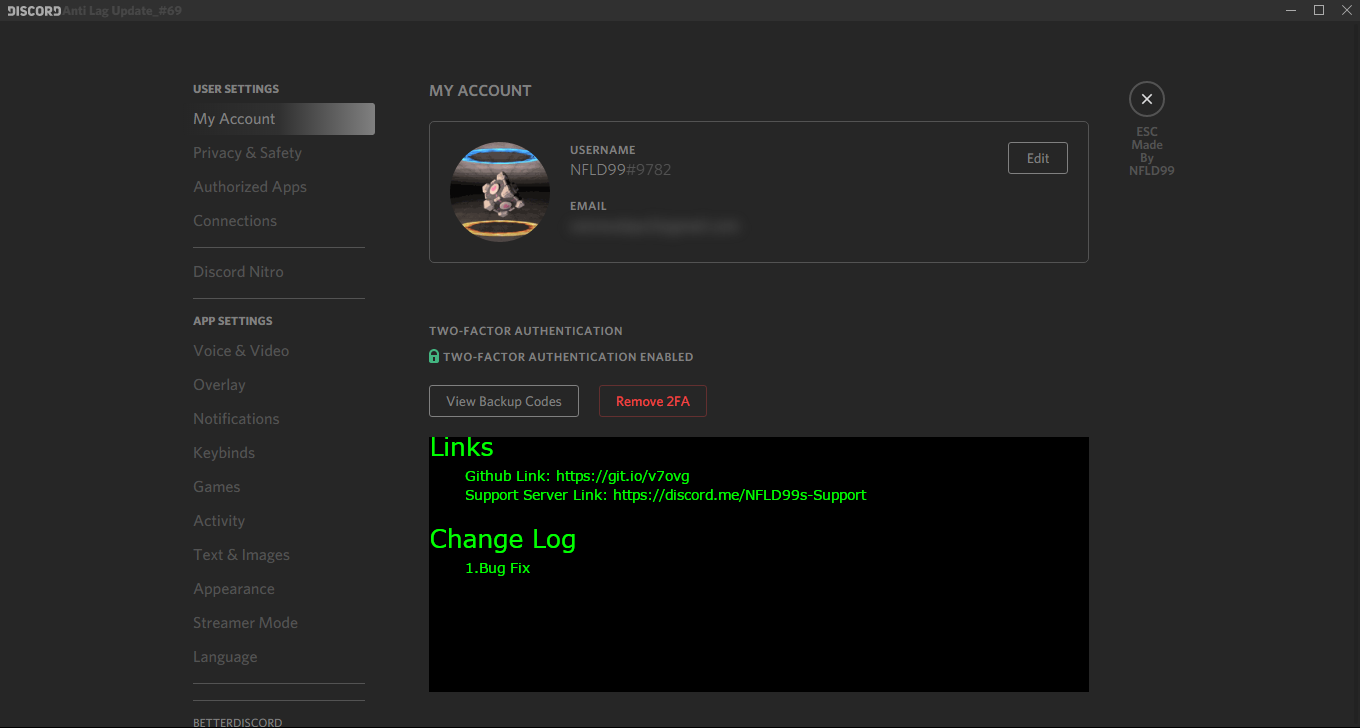 DISCORD Anti Lag Update_#69
USER SETTINGS
My Account
Privacy & Safety
Authorized Apps
Connections
Discord Nitro
APP SETTINGS
Voice & Video
Overlay
Notifications
Keybinds
Games
Activity
Text & Images
Appearance
Streamer Mode
Language
BETTERDISCORD
MY ACCOUNT
USERNAME
NFLD99#9782
Edit
EMAIL
TWO-FACTOR AUTHENTICATION
TWO-FACTOR AUTHENTICATION ENABLED
View Backup Codes
Remove 2FA
Links
Github Link: https://git.io/v7ovg
Support Server Link: https://discord.me/NFLD99s-Support
Change Log
1.Bug Fix
ESC
Made
By
NFLD99